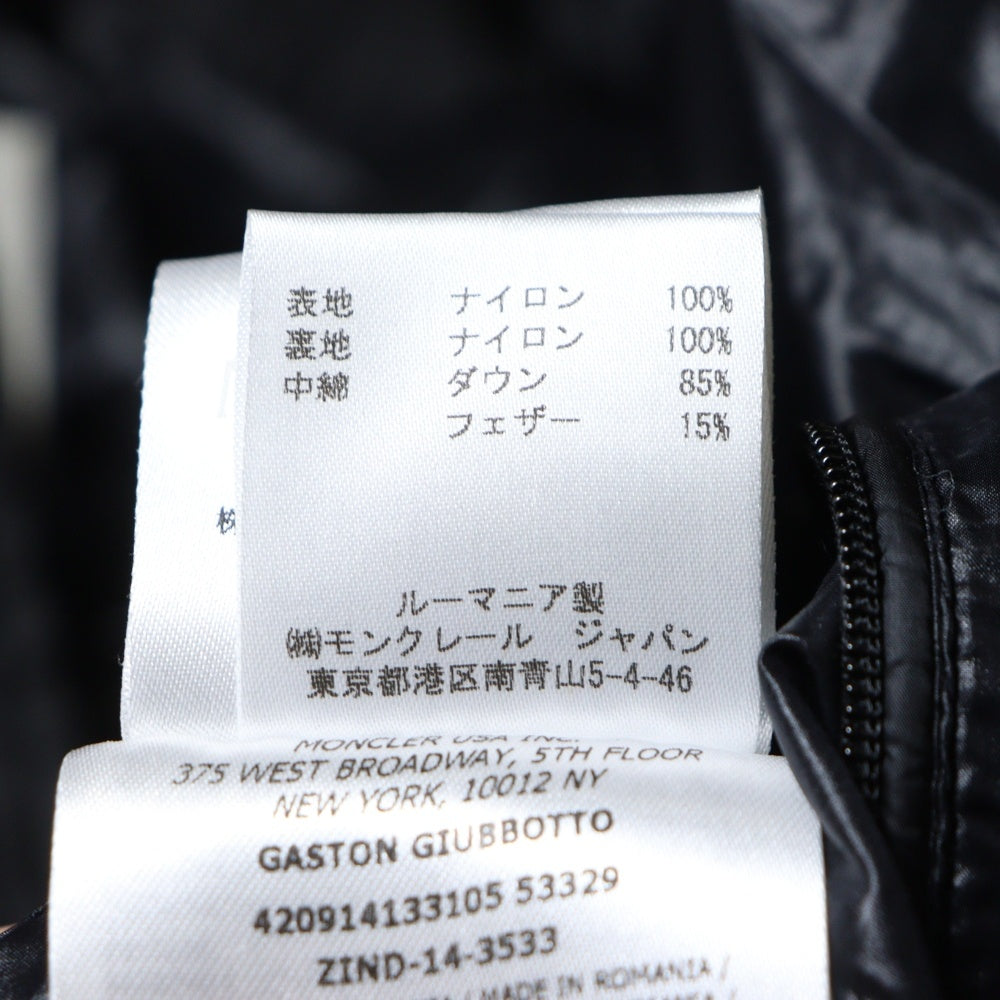 表地 ナイロン 100%
裏地 ナイロン 100%
中綿 ダウン 85%
フェザー 15%
ルーマニア製
㈱モンクレール ジャパン
東京都港区南青山5-4-46
MONCLER USA INC.
375 WEST BROADWAY, 5TH FLOOR
NEW YORK, 10012 NY
GASTON GIUBBOTTO
420914133105 53329
ZIND-14-3533
/ MADE IN ROMANIA /